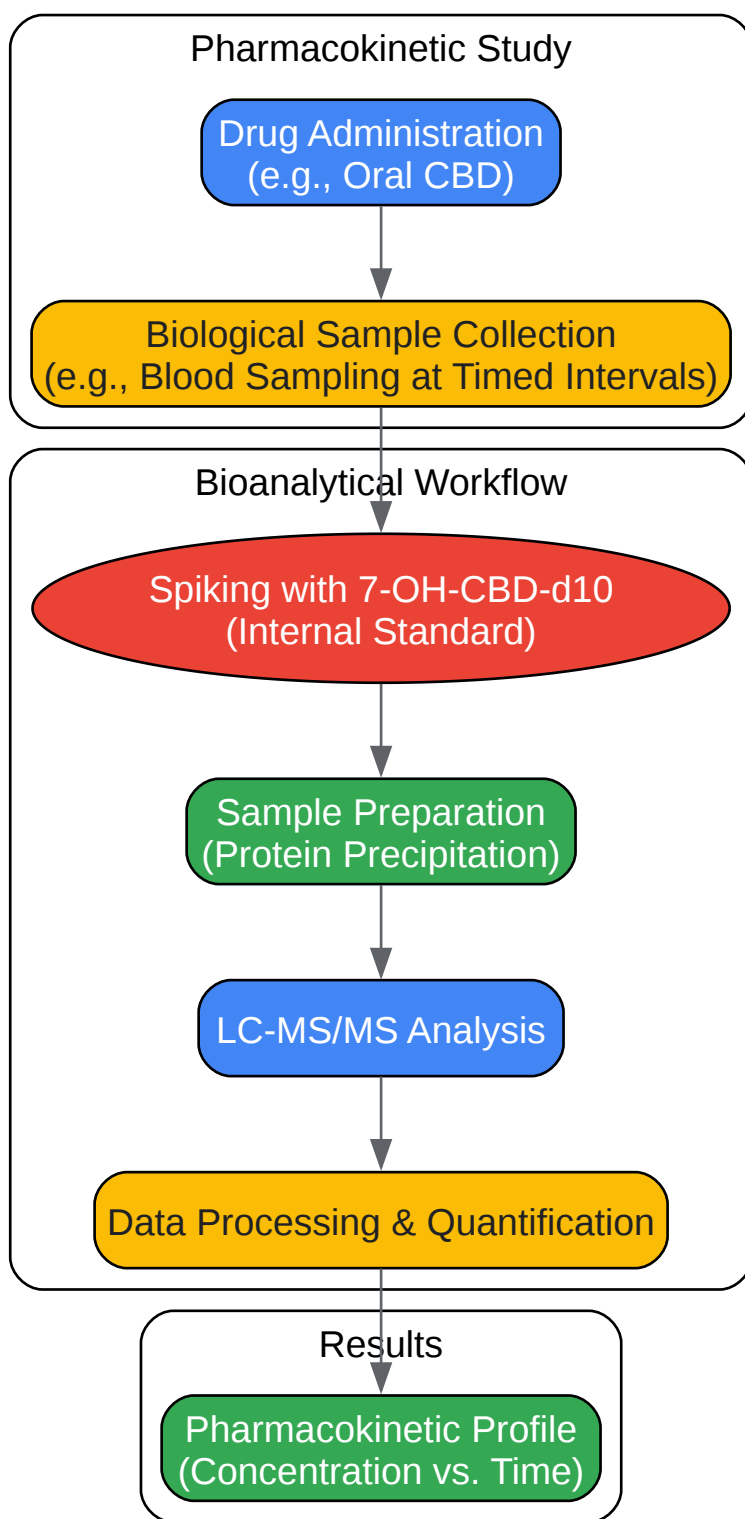 Pharmacokinetic Study
Drug Administration
(e.g., Oral CBD)
Biological Sample Collection
(e.g., Blood Sampling at Timed Intervals)
Bioanalytical Workflow
Spiking with 7-OH-CBD-d10
(Internal Standard)
Sample Preparation
(Protein Precipitation)
LC-MS/MS Analysis
Data Processing & Quantification
Results
Pharmacokinetic Profile
(Concentration vs. Time)